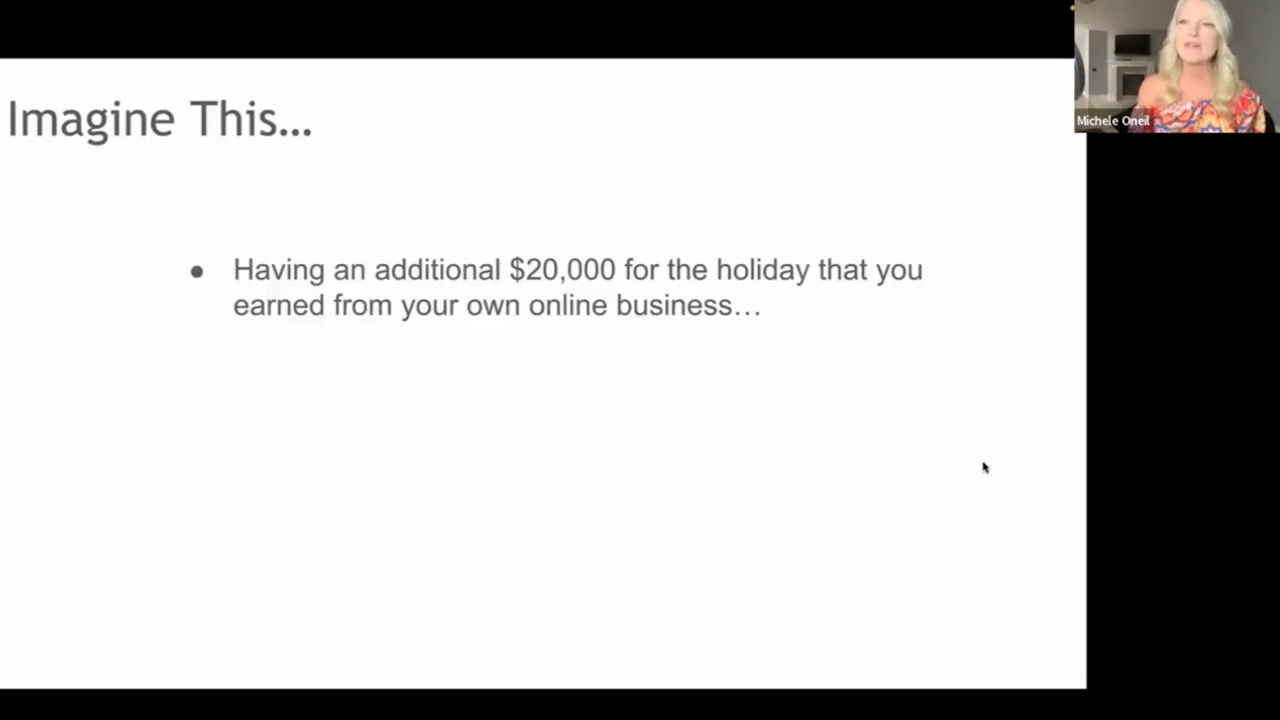 Imagine This...
● Having an additional $20,000 for the holiday that you
earned from your own online business...
Michele Oneil